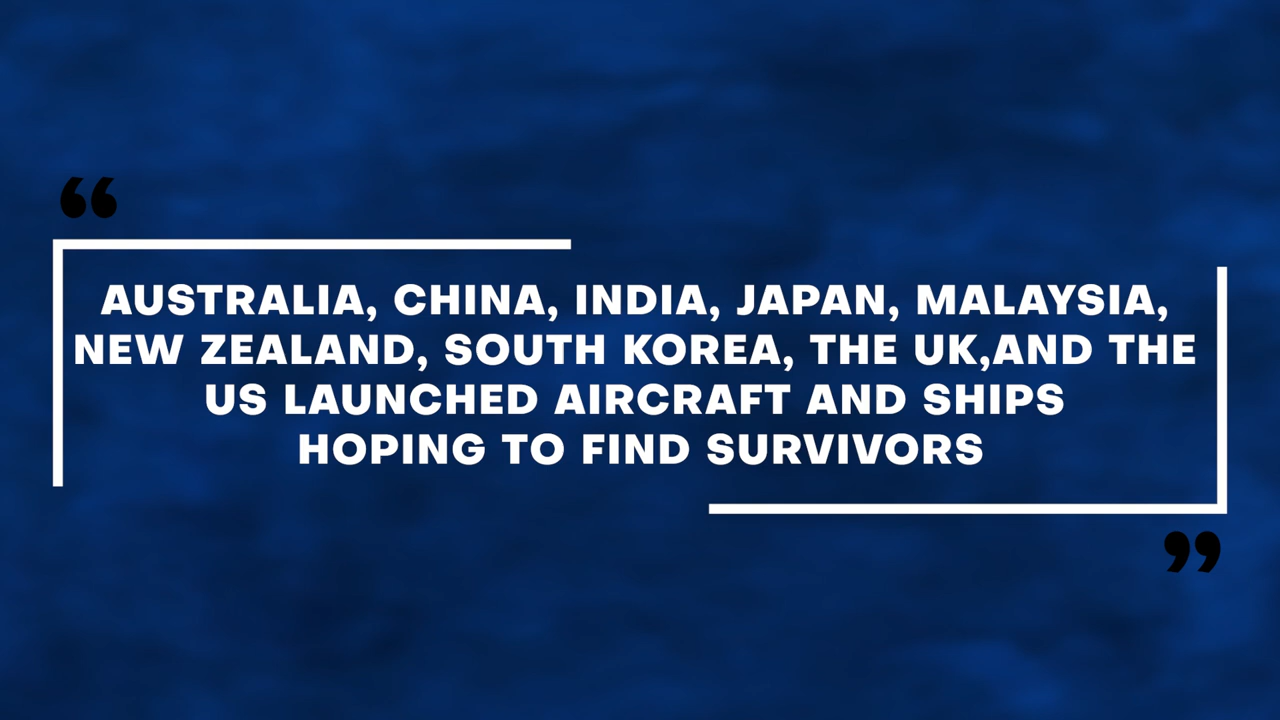 “
AUSTRALIA, CHINA, INDIA, JAPAN, MALAYSIA,
NEW ZEALAND, SOUTH KOREA, THE UK,AND THE
US LAUNCHED AIRCRAFT AND SHIPS
HOPING TO FIND SURVIVORS
”